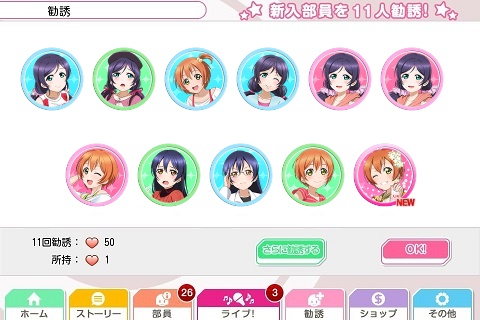 勧誘
新入部員を11人勧誘!
NEW
11回勧誘: 50
所持: 1
さらに勧誘する
OK!
26
3
ホーム
ストーリー
部員
ライブ!
勧誘
ショップ
その他